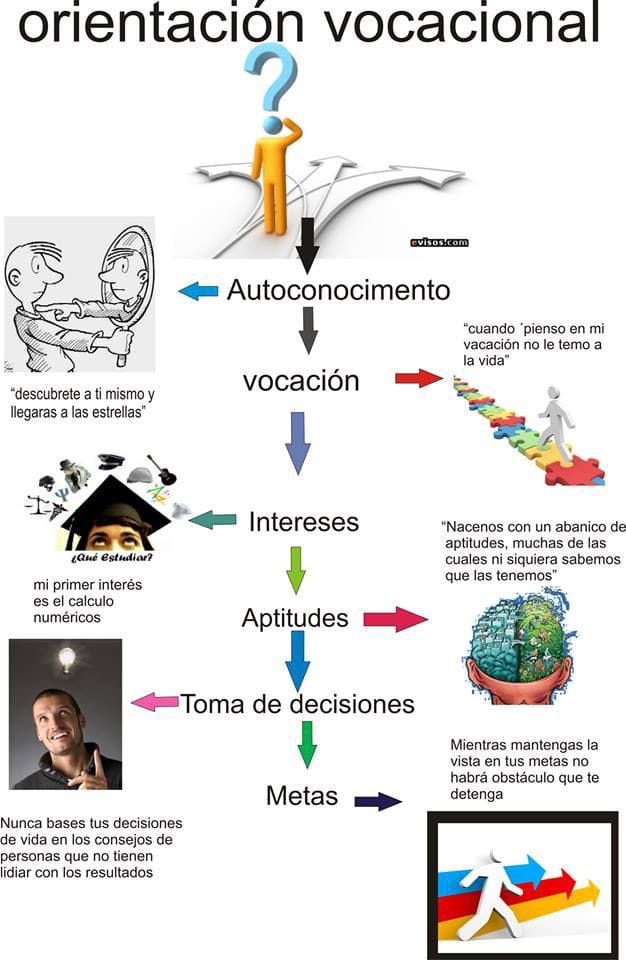 orientación vocacional
evisos.com
Autoconocimento
"descubrete a ti mismo y
llegaras a las estrellas"
vocación
"cuando ´pienso en mi
vacación no le temo a
la vida"
Intereses
¿Qué Estudiar?
mi primer interés
es el calculo
numéricos
"Nacenos con un abanico de
aptitudes, muchas de las
cuales ni siquiera sabemos
que las tenemos"
Aptitudes
Toma de decisiones
Nunca bases tus decisiones
de vida en los consejos de
personas que no tienen
lidiar con los resultados
Metas
Mientras mantengas la
vista en tus metas no
habrá obstáculo que te
detenga